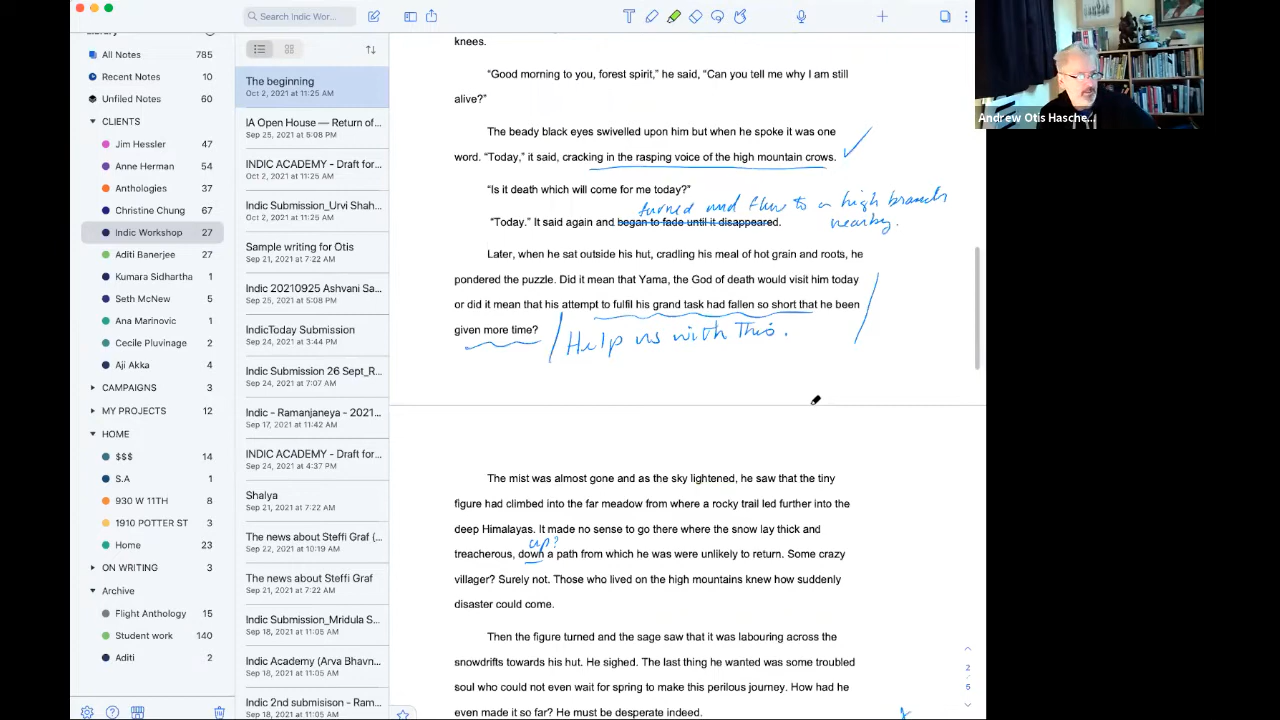 Search Indic Wor...
All Notes 785
Recent Notes 10
Unfiled Notes 60
CLIENTS
Jim Hessler 47
Anne Herman 54
Anthologies 37
Christine Chung 67
Indic Workshop 27
Aditi Banerjee 27
Kumara Sidhartha 1
Seth McNew 5
Ana Marinovic 2
Cecile Pluvinage 2
Aji Akka 4
CAMPAIGNS 3
MY PROJECTS 12
HOME
$$$ 14
S.A 1
930 W 11TH 8
1910 POTTER ST 3
Home 23
ON WRITING 3
Archive
Flight Anthology 15
Student work 140
Aditi 2
The beginning
Oct 2, 2021 at 11:25 AM
IA Open House — Return of...
Sep 25, 2021 at 5:08 PM
INDIC ACADEMY - Draft for...
Oct 2, 2021 at 11:25 AM
Indic Submission_Urvi Shah...
Oct 2, 2021 at 11:25 AM
Sample writing for Otis
Sep 21, 2021 at 7:22 AM
Indic 20210925 Ashvani Sa...
Sep 25, 2021 at 5:08 PM
IndicToday Submission
Sep 24, 2021 at 3:44 PM
Indic Submission 26 Sept_R...
Sep 24, 2021 at 7:07 AM
Indic - Ramanjaneya - 2021...
Sep 17, 2021 at 11:42 AM
INDIC ACADEMY - Draft for...
Sep 24, 2021 at 4:37 PM
Shalya
Sep 21, 2021 at 7:22 AM
The news about Steffi Graf (...
Sep 22, 2021 at 10:19 AM
The news about Steffi Graf
Sep 21, 2021 at 7:22 AM
Indic Submission_Mridula S...
Sep 18, 2021 at 11:05 AM
Indic Academy (Arva Bhavn...
Sep 18, 2021 at 11:05 AM
Indic 2nd submisison - Ram...
Sep 18, 2021 at 11:05 AM
knees.
“Good morning to you, forest spirit,” he said, “Can you tell me why I am still
alive?”
The beady black eyes swivelled upon him but when he spoke it was one
word. “Today,” it said, cracking in the rasping voice of the high mountain crows.
“Is it death which will come for me today?”
turned and flew to a high branch
nearby.
“Today.” It said again and began to fade until it disappeared.
Later, when he sat outside his hut, cradling his meal of hot grain and roots, he
pondered the puzzle. Did it mean that Yama, the God of death would visit him today
or did it mean that his attempt to fulfil his grand task had fallen so short that he been
given more time?
Help us with This.
The mist was almost gone and as the sky lightened, he saw that the tiny
figure had climbed into the far meadow from where a rocky trail led further into the
deep Himalayas. It made no sense to go there where the snow lay thick and
up?
treacherous, down a path from which he was were unlikely to return. Some crazy
villager? Surely not. Those who lived on the high mountains knew how suddenly
disaster could come.
Then the figure turned and the sage saw that it was labouring across the
snowdrifts towards his hut. He sighed. The last thing he wanted was some troubled
soul who could not even wait for spring to make this perilous journey. How had he
even made it so far? He must be desperate indeed.
2
5
Andrew Otis Hasche...